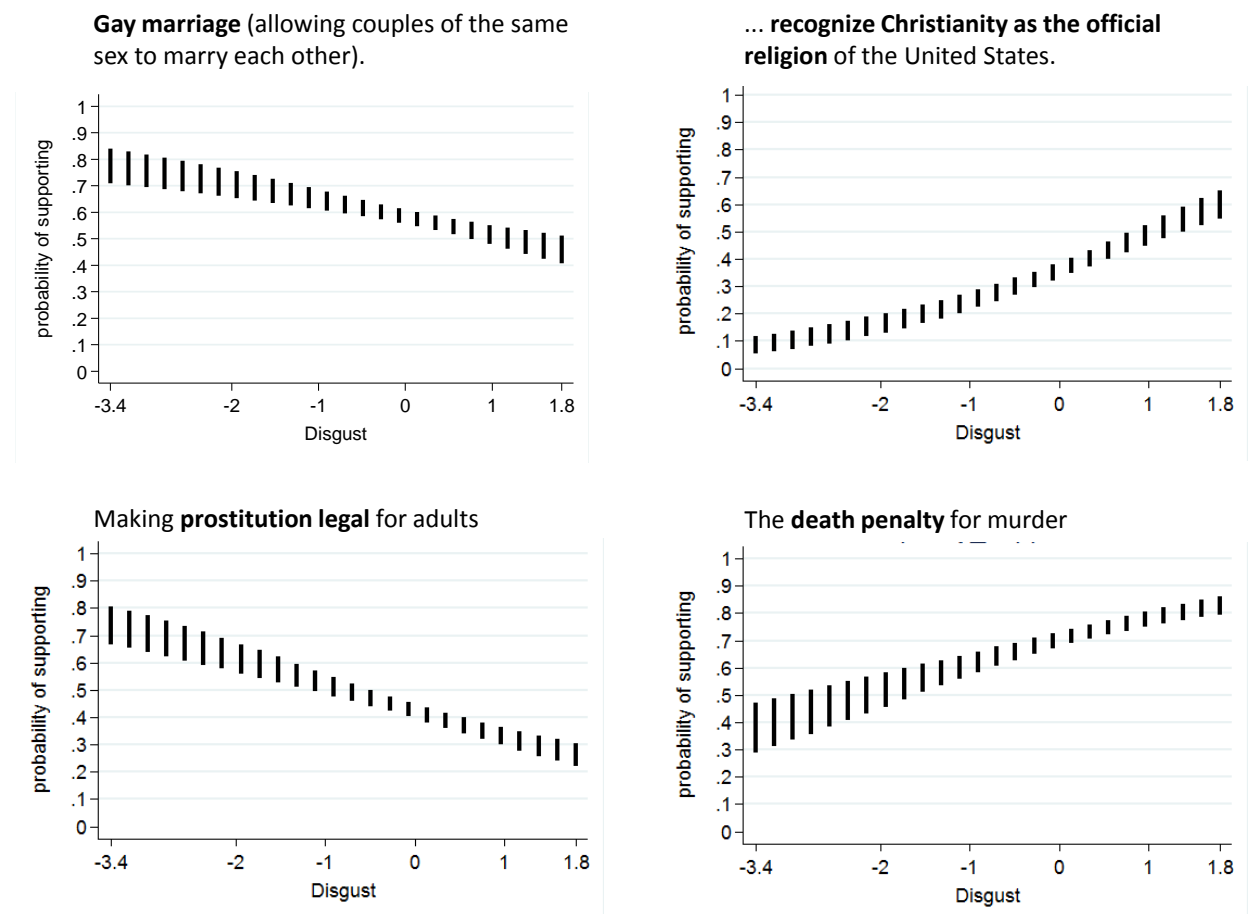 Gay marriage (allowing couples of the same
sex to marry each other).
probability of supporting
1
.9
.8
.7
.6
.5
.4
.3
.2
.1
0
-3.4 -2 -1 0 1 1.8
Disgust
... recognize Christianity as the official
religion of the United States.
probability of supporting
1
.9
.8
.7
.6
.5
.4
.3
.2
.1
0
-3.4 -2 -1 0 1 1.8
Disgust
Making prostitution legal for adults
probability of supporting
1
.9
.8
.7
.6
.5
.4
.3
.2
.1
0
-3.4 -2 -1 0 1 1.8
Disgust
The death penalty for murder
probability of supporting
1
.9
.8
.7
.6
.5
.4
.3
.2
.1
0
-3.4 -2 -1 0 1 1.8
Disgust